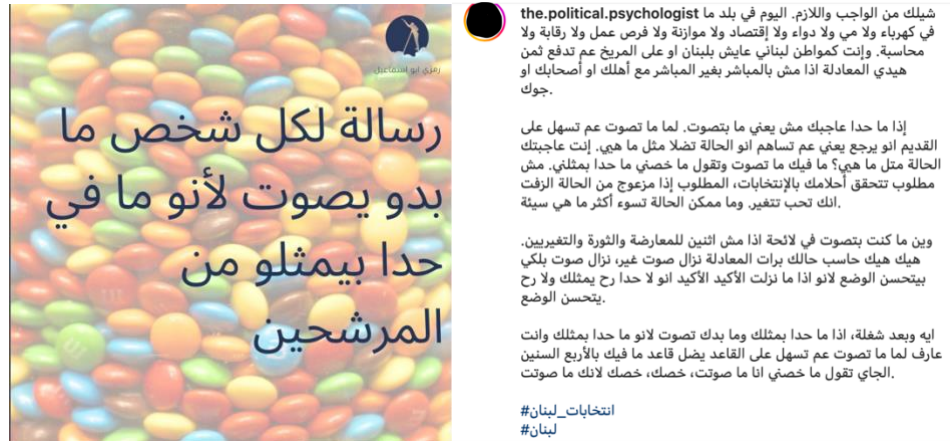 رمزي ابو اسماعيل
رسالة لكل شخص ما
بدو يصوت لأنو ما في
حدا بيمثلو من
المرشحين
the.political.psychologist شيلك من الواجب واللازم. اليوم في بلد ما
في كهرباء ولا مي ولا دواء ولا إقتصاد ولا موازنة ولا فرص عمل ولا رقابة ولا
محاسبة. وإنت كمواطن لبناني عايش بلبنان او على المريخ عم تدفع ثمن
هيدي المعادلة اذا مش بالمباشر بغير المباشر مع أهلك او أصحابك او
جوك.
إذا ما حدا عاجبك مش يعني ما بتصوت. لما ما تصوت عم تسهل على
القديم انو يرجع يعني عم تساهم انو الحالة تضلا مثل ما هيي. إنت عاجبتك
الحالة متل ما هيي؟ ما فيك ما تصوت وتقول ما خصني ما حدا بمثلني. مش
مطلوب تتحقق أحلامك بالإنتخابات، المطلوب إذا مزعوج من الحالة الزفت
انك تحب تتغير. وما ممكن الحالة تسوء أكثر ما هي سيئة.
وين ما كنت بتصوت في لائحة اذا مش اثنين للمعارضة والثورة والتغيريين.
هيك هيك حاسب حالك برات المعادلة نزال صوت غير، نزال صوت بلكي
بيتحسن الوضع لانو اذا ما نزلت الأكيد الأكيد انو لا حدا رح يمثلك ولا رح
يتحسن الوضع.
ايه وبعد شغلة، اذا ما حدا بمثلك وما بدك تصوت لانو ما حدا بمثلك وانت
عارف لما ما تصوت عم تسهل على القاعد يضل قاعد ما فيك بالأربع السنين
الجاي تقول ما خصني انا ما صوتت، خصك، خصك لانك ما صوتت.
#انتخابات_لبنان
#لبنان